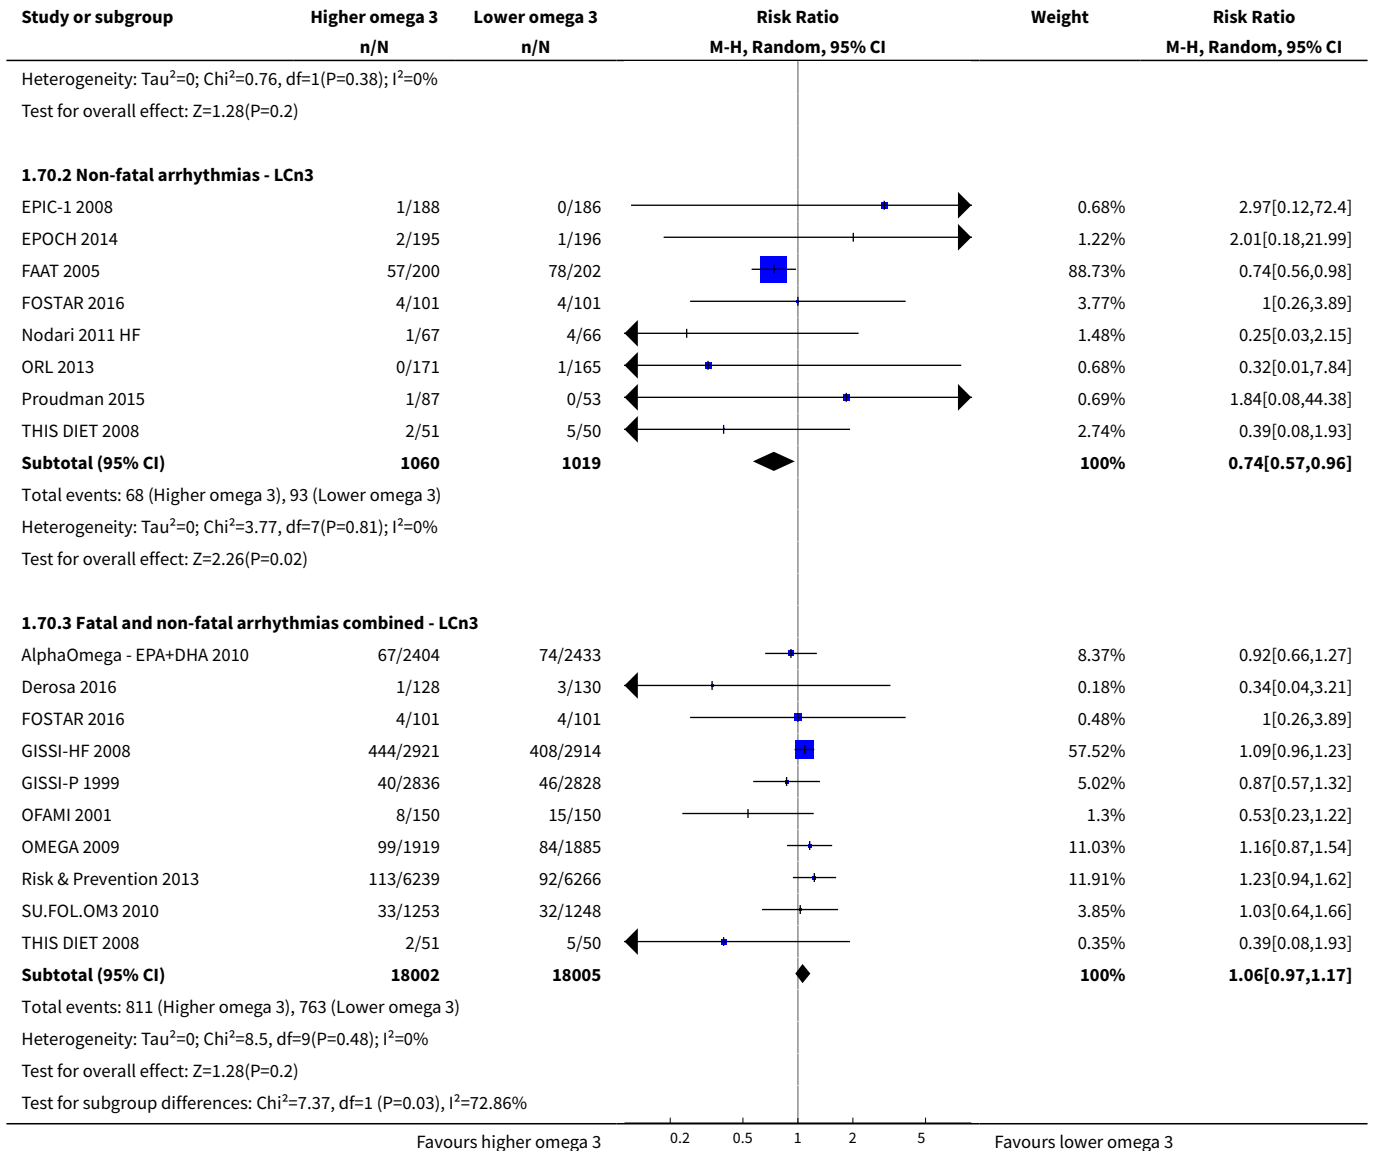 Study or subgroup Higher omega 3 Lower omega 3 Risk Ratio Weight Risk Ratio
n/N n/N M-H, Random, 95% CI M-H, Random, 95% CI
Heterogeneity: Tau²=0; Chi²=0.76, df=1(P=0.38); I²=0%
Test for overall effect: Z=1.28(P=0.2)
1.70.2 Non-fatal arrhythmias - LCn3
EPIC-1 2008 1/188 0/186 0.68% 2.97[0.12,72.4]
EPOCH 2014 2/195 1/196 1.22% 2.01[0.18,21.99]
FAAT 2005 57/200 78/202 88.73% 0.74[0.56,0.98]
FOSTAR 2016 4/101 4/101 3.77% 1[0.26,3.89]
Nodari 2011 HF 1/67 4/66 1.48% 0.25[0.03,2.15]
ORL 2013 0/171 1/165 0.68% 0.32[0.01,7.84]
Proudman 2015 1/87 0/53 0.69% 1.84[0.08,44.38]
THIS DIET 2008 2/51 5/50 2.74% 0.39[0.08,1.93]
Subtotal (95% CI) 1060 1019 100% 0.74[0.57,0.96]
Total events: 68 (Higher omega 3), 93 (Lower omega 3)
Heterogeneity: Tau²=0; Chi²=3.77, df=7(P=0.81); I²=0%
Test for overall effect: Z=2.26(P=0.02)
1.70.3 Fatal and non-fatal arrhythmias combined - LCn3
AlphaOmega - EPA+DHA 2010 67/2404 74/2433 8.37% 0.92[0.66,1.27]
Derosa 2016 1/128 3/130 0.18% 0.34[0.04,3.21]
FOSTAR 2016 4/101 4/101 0.48% 1[0.26,3.89]
GISSI-HF 2008 444/2921 408/2914 57.52% 1.09[0.96,1.23]
GISSI-P 1999 40/2836 46/2828 5.02% 0.87[0.57,1.32]
OFAMI 2001 8/150 15/150 1.3% 0.53[0.23,1.22]
OMEGA 2009 99/1919 84/1885 11.03% 1.16[0.87,1.54]
Risk & Prevention 2013 113/6239 92/6266 11.91% 1.23[0.94,1.62]
SU.FOL.OM3 2010 33/1253 32/1248 3.85% 1.03[0.64,1.66]
THIS DIET 2008 2/51 5/50 0.35% 0.39[0.08,1.93]
Subtotal (95% CI) 18002 18005 100% 1.06[0.97,1.17]
Total events: 811 (Higher omega 3), 763 (Lower omega 3)
Heterogeneity: Tau²=0; Chi²=8.5, df=9(P=0.48); I²=0%
Test for overall effect: Z=1.28(P=0.2)
Test for subgroup differences: Chi²=7.37, df=1 (P=0.03), I²=72.86%
Favours higher omega 3 0.2 0.5 1 2 5 Favours lower omega 3